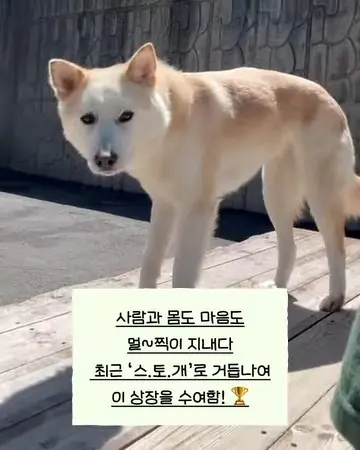 사람과 몸도 마음도
멀~찍이 지내다
최근 ‘스.토.개’로 거듭나여
이 상장을 수여함! 🏆